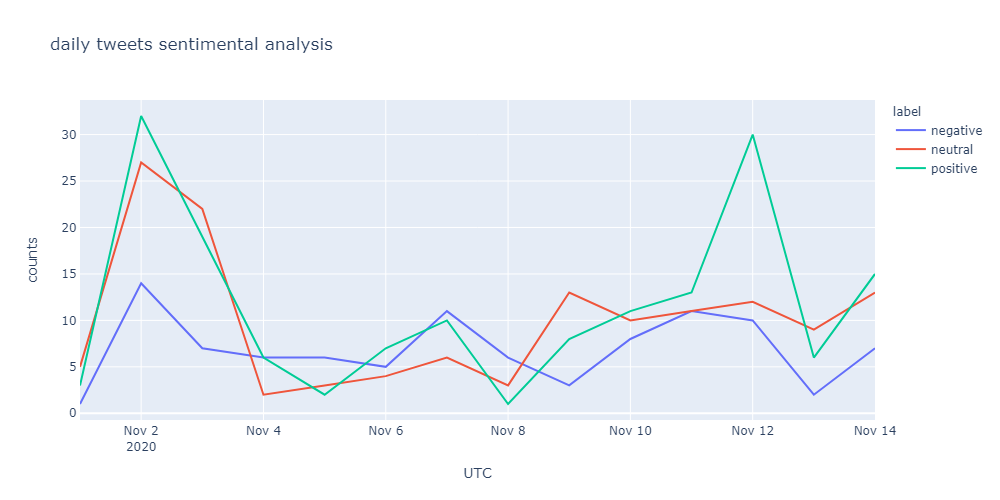 daily tweets sentimental analysis
label
negative
neutral
positive
30
25
20
15
10
5
0
counts
Nov 2
2020
Nov 4
Nov 6
Nov 8
Nov 10
Nov 12
Nov 14
UTC